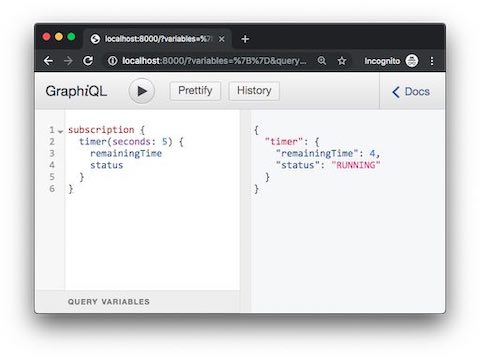 localhost:8000/?variables=%7
localhost:8000/?variables=%7B%7D&query...
Incognito
GraphiQL
Prettify
History
Docs
1 subscription {
2 timer(seconds: 5) {
3 remainingTime
4 status
5 }
6 }
{
"timer": {
"remainingTime": 4,
"status": "RUNNING"
}
}
QUERY VARIABLES